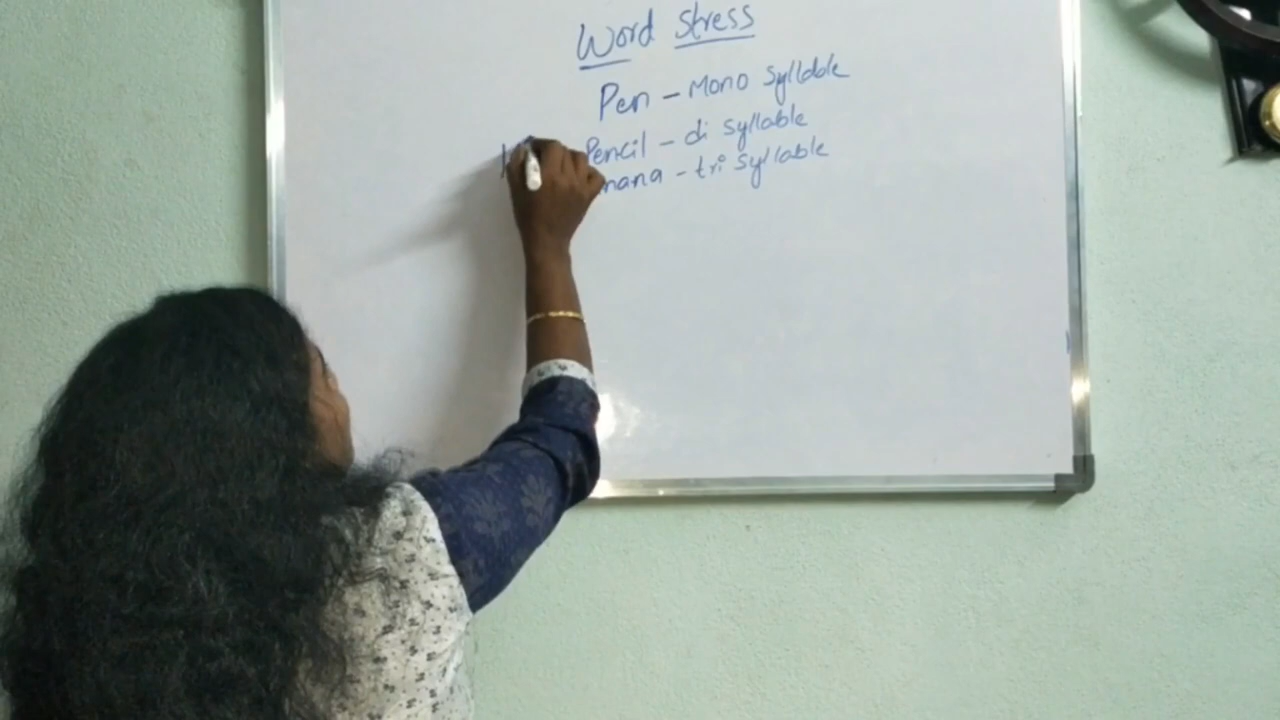 Word Stress
Pen - Mono Syllable
Pencil - di syllable
nana - tri syllable